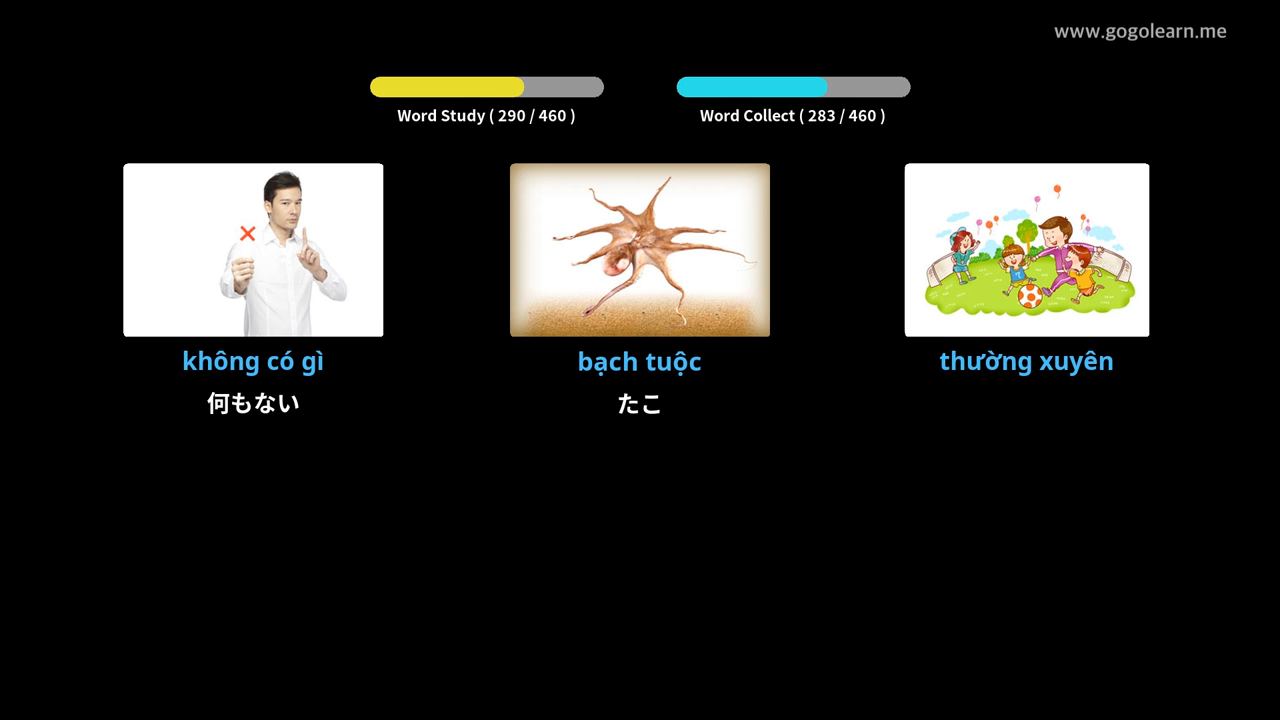 www.gogolearn.me
Word Study ( 290 / 460 )
Word Collect ( 283 / 460 )
không có gì
bạch tuộc
thường xuyên
何もない
たこ